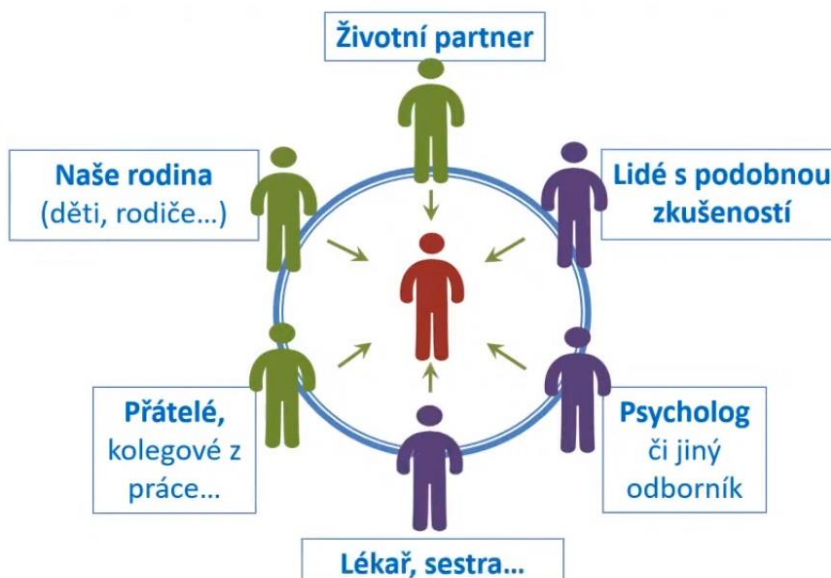 Životní partner
Naše rodina
(děti, rodiče…)
Lidé s podobnou
zkušeností
Přátelé,
kolegové z
práce…
Psycholog
či jiný
odborník
Lékař, sestra…